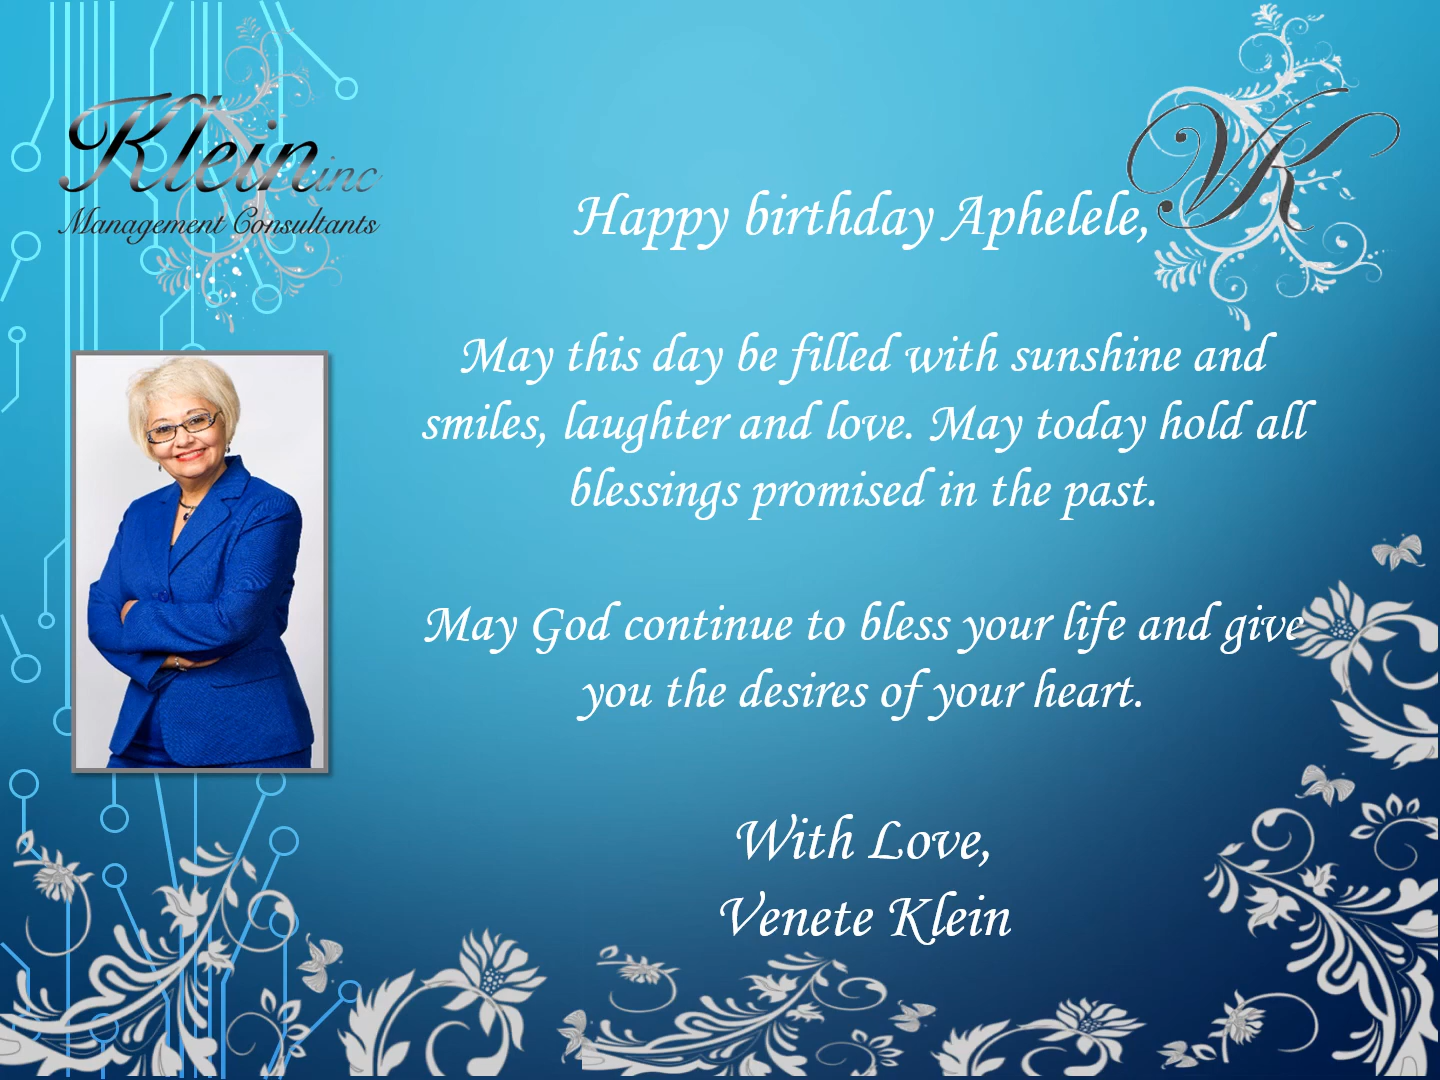 Klein inc
Management Consultants
VK
Happy birthday Aphelele,
May this day be filled with sunshine and
smiles, laughter and love. May today hold all
blessings promised in the past.
May God continue to bless your life and give
you the desires of your heart.
With Love,
Venete Klein